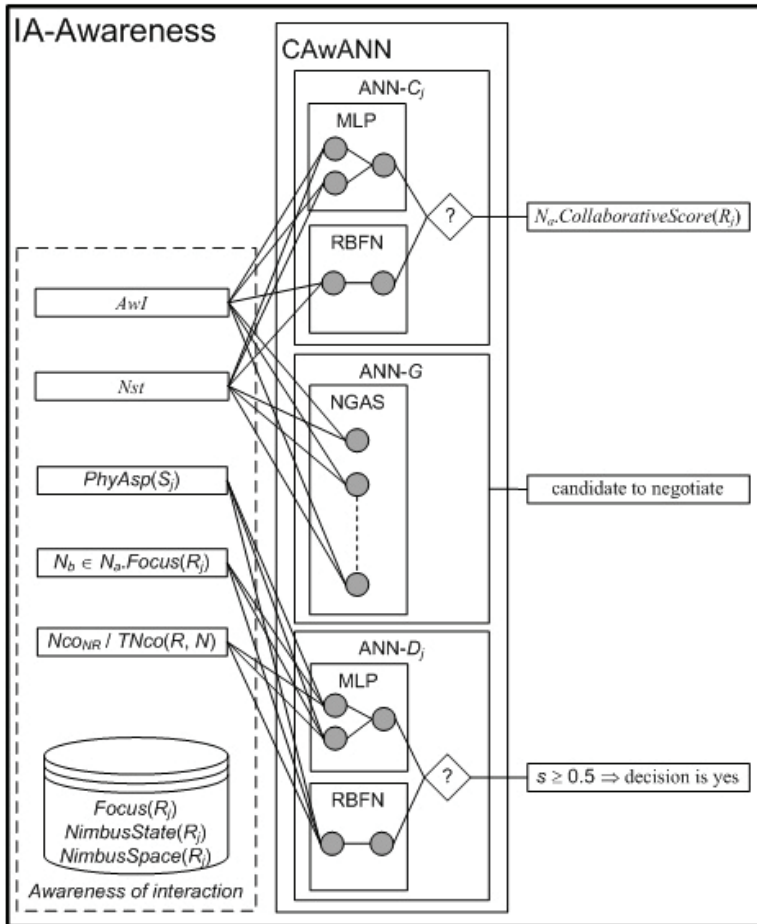 IA-Awareness
CAwANN
ANN-Cj
MLP
?
Na.CollaborativeScore(Rj)
RBFN
AwI
Nst
ANN-G
NGAS
PhyAsp(Sj)
candidate to negotiate
Nb ∈ Na.Focus(Rj)
NcoNR / TNco(R, N)
ANN-Dj
MLP
?
s ≥ 0.5 ⇒ decision is yes
RBFN
Focus(Rj)
NimbusState(Rj)
NimbusSpace(Rj)
Awareness of interaction